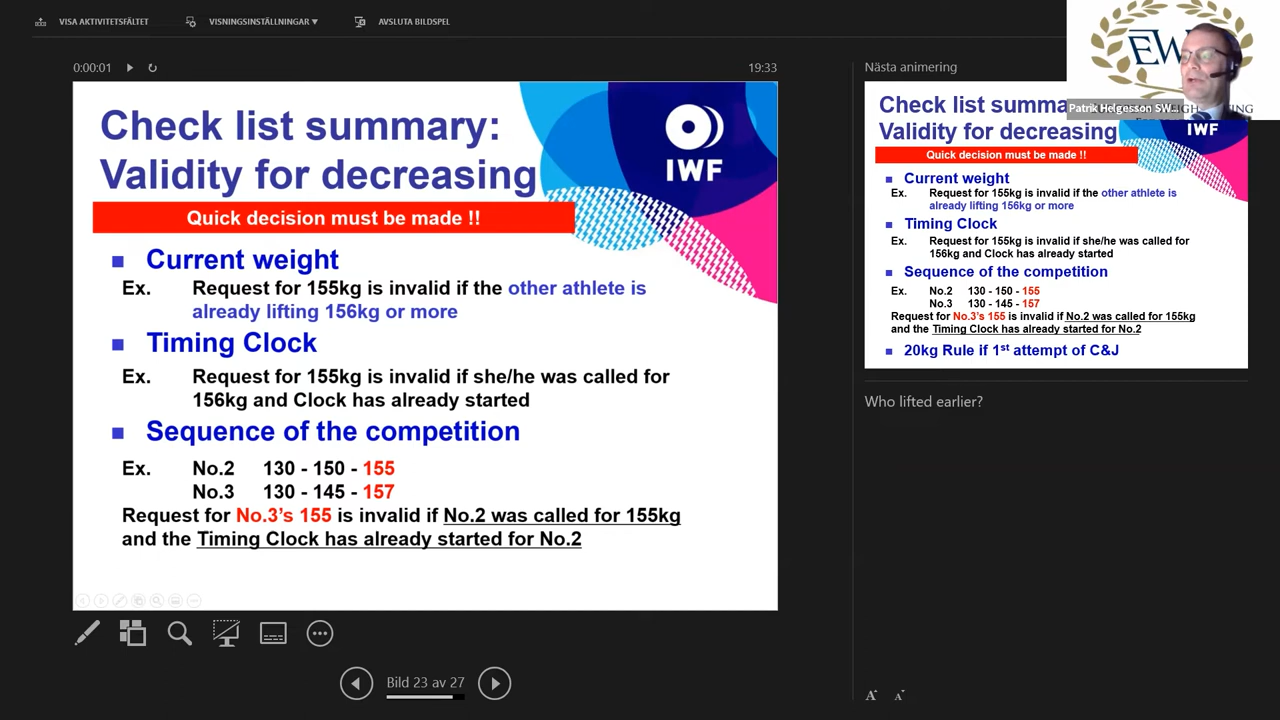 VISA AKTIVITETSFÄLTET
VISNINGSINSTÄLLNINGAR ▼
AVSLUTA BILDSPEL
0:00:01
19:33
Check list summary:
Validity for decreasing
IWF
Quick decision must be made !!
■ Current weight
Ex. Request for 155kg is invalid if the other athlete is
already lifting 156kg or more
■ Timing Clock
Ex. Request for 155kg is invalid if she/he was called for
156kg and Clock has already started
■ Sequence of the competition
Ex. No.2 130 - 150 - 155
No.3 130 - 145 - 157
Request for No.3's 155 is invalid if No.2 was called for 155kg
and the Timing Clock has already started for No.2
Bild 23 av 27
Nästa animering
EW
Patrik Helgesson SW...
Check list summa
Validity for decreasing
IWF
Quick decision must be made !!
■ Current weight
Ex. Request for 155kg is invalid if the other athlete is
already lifting 156kg or more
■ Timing Clock
Ex. Request for 155kg is invalid if she/he was called for
156kg and Clock has already started
■ Sequence of the competition
Ex. No.2 130 - 150 - 155
No.3 130 - 145 - 157
Request for No.3's 155 is invalid if No.2 was called for 155kg
and the Timing Clock has already started for No.2
■ 20kg Rule if 1st attempt of C&J
Who lifted earlier?
A A